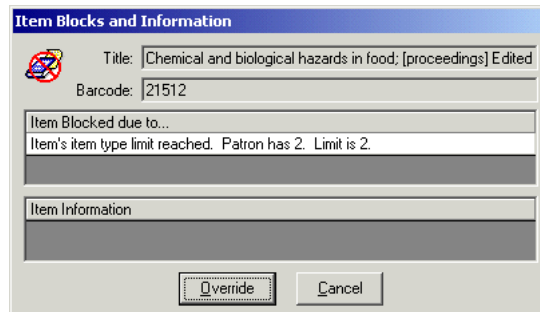 Item Blocks and Information
Title: Chemical and biological hazards in food; [proceedings] Edited
Barcode: 21512
Item Blocked due to...
Item's item type limit reached. Patron has 2. Limit is 2.
Item Information
Override Cancel